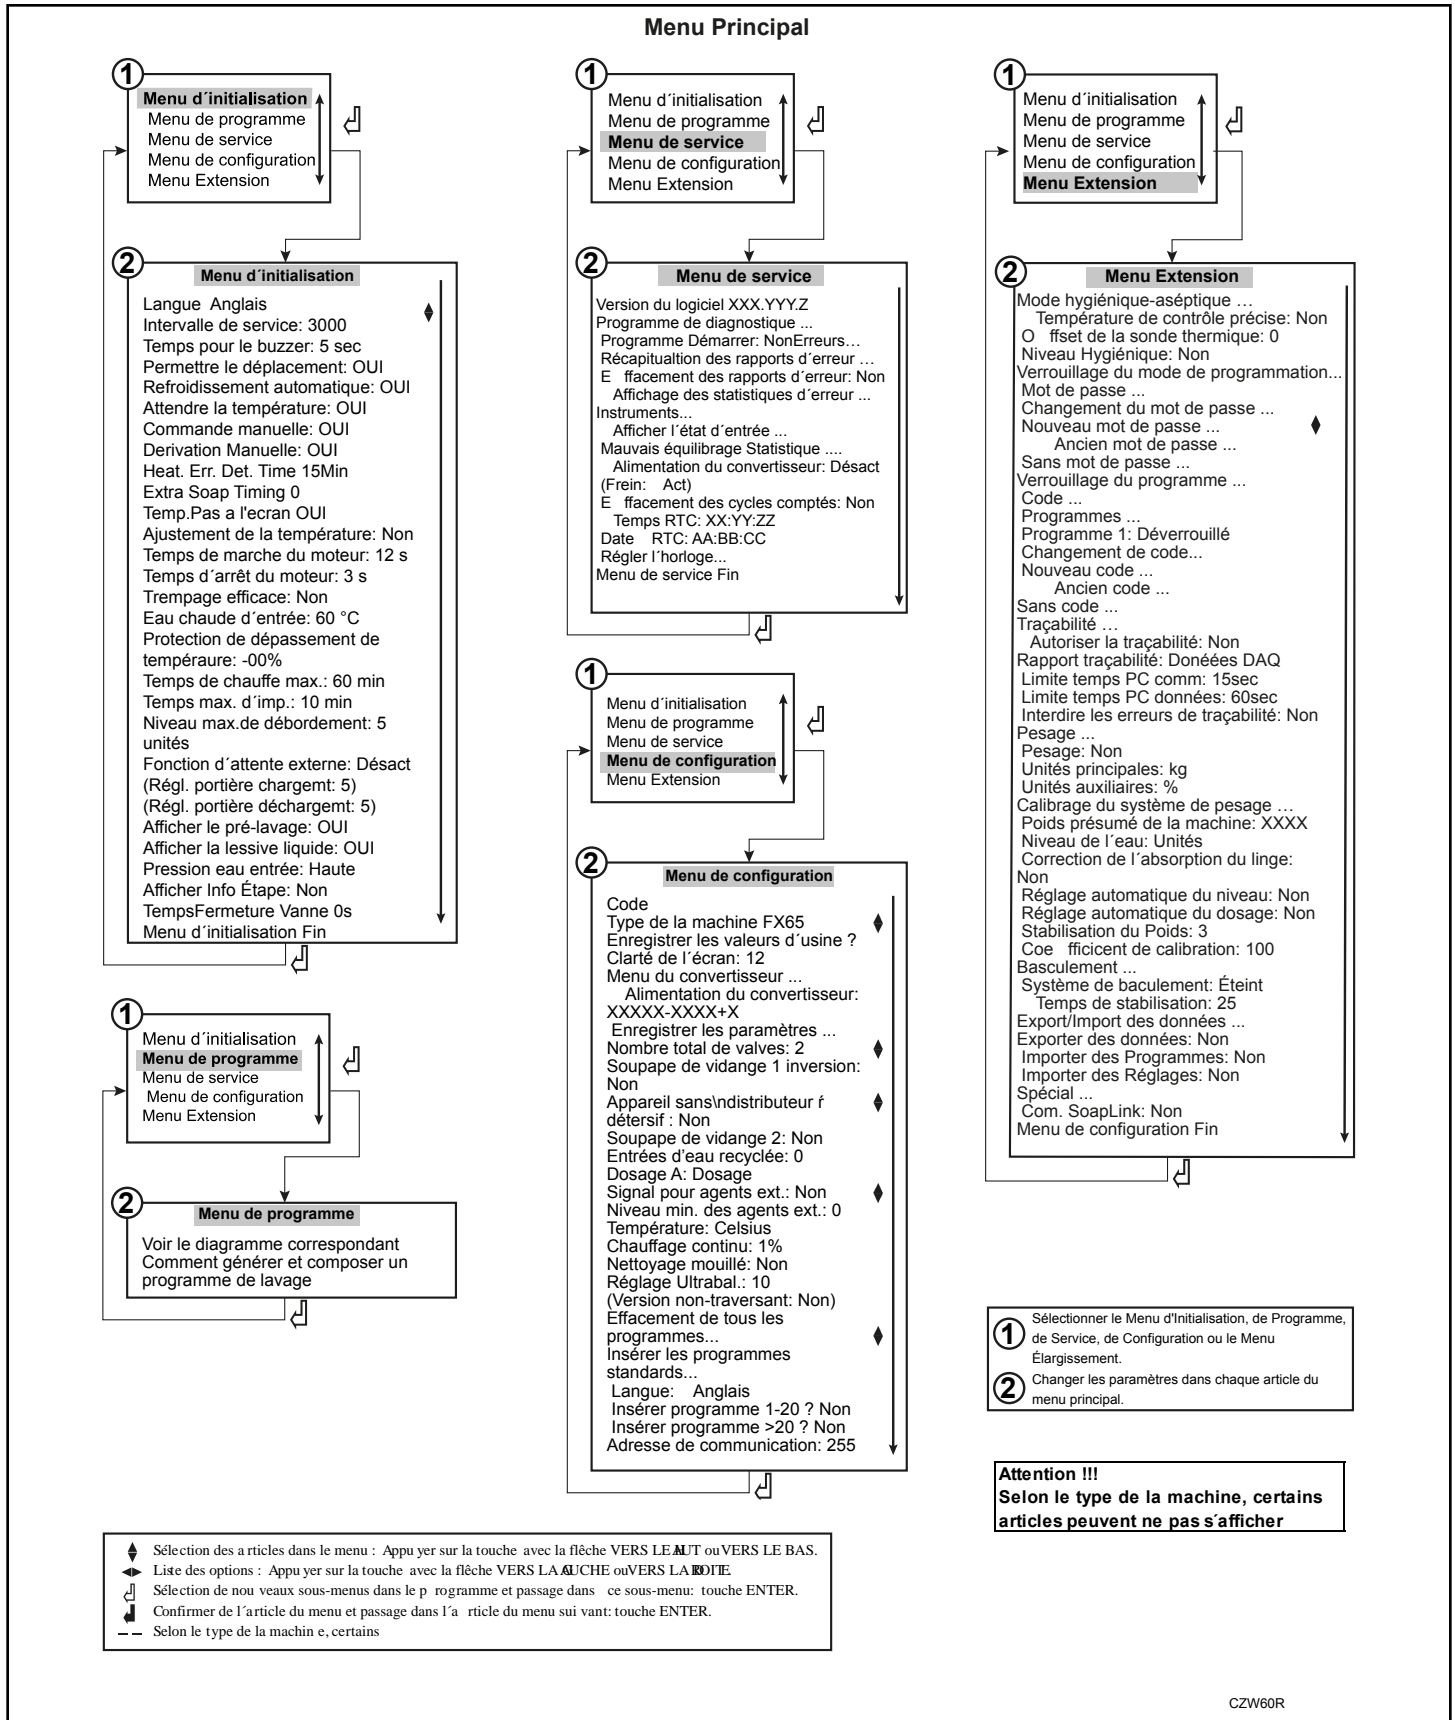 Menu Principal
1
Menu d´initialisation
Menu de programme
Menu de service
Menu de configuration
Menu Extension
2
Menu d´initialisation
Langue Anglais
Intervalle de service: 3000
Temps pour le buzzer: 5 sec
Permettre le déplacement: OUI
Refroidissement automatique: OUI
Attendre la température: OUI
Commande manuelle: OUI
Derivation Manuelle: OUI
Heat. Err. Det. Time 15Min
Extra Soap Timing 0
Temp.Pas a l'ecran OUI
Ajustement de la température: Non
Temps de marche du moteur: 12 s
Temps d´arrêt du moteur: 3 s
Trempage efficace: Non
Eau chaude d´entrée: 60 °C
Protection de dépassement de
tempéraure: -00%
Temps de chauffe max.: 60 min
Temps max. d´imp.: 10 min
Niveau max.de débordement: 5
unités
Fonction d´attente externe: Désact
(Régl. portière chargemt: 5)
(Régl. portière déchargemt: 5)
Afficher le pré-lavage: OUI
Afficher la lessive liquide: OUI
Pression eau entrée: Haute
Afficher Info Étape: Non
TempsFermeture Vanne 0s
Menu d´initialisation Fin
1
Menu d´initialisation
Menu de programme
Menu de service
Menu de configuration
Menu Extension
2
Menu de programme
Voir le diagramme correspondant
Comment générer et composer un
programme de lavage
1
Menu d´initialisation
Menu de programme
Menu de service
Menu de configuration
Menu Extension
2
Menu de service
Version du logiciel XXX.YYY.Z
Programme de diagnostique ...
Programme Démarrer: NonErreurs…
Récapitualtion des rapports d´erreur …
E ffacement des rapports d´erreur: Non
Affichage des statistiques d´erreur ...
Instruments...
Afficher l´état d´entrée ...
Mauvais équilibrage Statistique ....
Alimentation du convertisseur: Désact
(Frein: Act)
E ffacement des cycles comptés: Non
Temps RTC: XX:YY:ZZ
Date RTC: AA:BB:CC
Régler l´horloge...
Menu de service Fin
1
Menu d´initialisation
Menu de programme
Menu de service
Menu de configuration
Menu Extension
2
Menu de configuration
Code
Type de la machine FX65
Enregistrer les valeurs d´usine ?
Clarté de l´écran: 12
Menu du convertisseur ...
Alimentation du convertisseur:
XXXXX-XXXX+X
Enregistrer les paramètres ...
Nombre total de valves: 2
Soupape de vidange 1 inversion:
Non
Appareil sans\ndistributeur ŕ
détersif : Non
Soupape de vidange 2: Non
Entrées d'eau recyclée: 0
Dosage A: Dosage
Signal pour agents ext.: Non
Niveau min. des agents ext.: 0
Température: Celsius
Chauffage continu: 1%
Nettoyage mouillé: Non
Réglage Ultrabal.: 10
(Version non-traversant: Non)
Effacement de tous les
programmes...
Insérer les programmes
standards...
Langue: Anglais
Insérer programme 1-20 ? Non
Insérer programme >20 ? Non
Adresse de communication: 255
1
Menu d´initialisation
Menu de programme
Menu de service
Menu de configuration
Menu Extension
2
Menu Extension
Mode hygiénique-aséptique …
Température de contrôle précise: Non
O ffset de la sonde thermique: 0
Niveau Hygiénique: Non
Verrouillage du mode de programmation...
Mot de passe ...
Changement du mot de passe ...
Nouveau mot de passe ...
Ancien mot de passe ...
Sans mot de passe ...
Verrouillage du programme ...
Code ...
Programmes ...
Programme 1: Déverrouillé
Changement de code...
Nouveau code ...
Ancien code ...
Sans code ...
Traçabilité …
Autoriser la traçabilité: Non
Rapport traçabilité: Donéées DAQ
Limite temps PC comm: 15sec
Limite temps PC données: 60sec
Interdire les erreurs de traçabilité: Non
Pesage ...
Pesage: Non
Unités principales: kg
Unités auxiliaires: %
Calibrage du système de pesage …
Poids présumé de la machine: XXXX
Niveau de l´eau: Unités
Correction de l´absorption du linge:
Non
Réglage automatique du niveau: Non
Réglage automatique du dosage: Non
Stabilisation du Poids: 3
Coe fficicent de calibration: 100
Basculement ...
Système de baculement: Éteint
Temps de stabilisation: 25
Export/Import des données ...
Exporter des données: Non
Importer des Programmes: Non
Importer des Réglages: Non
Spécial ...
Com. SoapLink: Non
Menu de configuration Fin
1 Sélectionner le Menu d'Initialisation, de Programme,
de Service, de Configuration ou le Menu
Élargissement.
2 Changer les paramètres dans chaque article du
menu principal.
Attention !!!
Selon le type de la machine, certains
articles peuvent ne pas s´afficher
Sélection des a rticles dans le menu : Appu yer sur la touche avec la flêche VERS LE HAUT ou VERS LE BAS.
Liste des options : Appu yer sur la touche avec la flêche VERS LA GAUCHE ou VERS LA DROITE.
Sélection de nou veaux sous-menus dans le p rogramme et passage dans ce sous-menu: touche ENTER.
Confirmer de l´article du menu et passage dans l´a rticle du menu sui vant: touche ENTER.
Selon le type de la machin e, certains
CZW60R